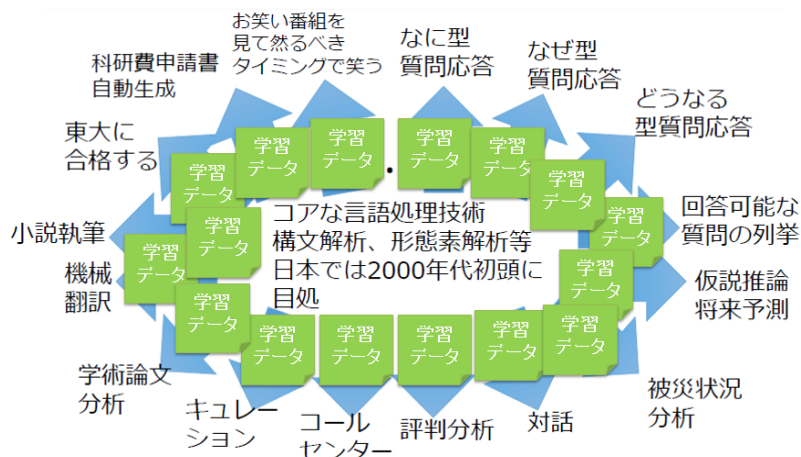 お笑い番組を
見て然るべき
タイミングで笑う
なに型
質問応答
なぜ型
質問応答
科研費申請書
自動生成
どうなる
型質問応答
東大に
合格する
学習
データ
学習
データ
学習
データ
学習
データ
学習
データ
学習
データ
学習
データ
学習
データ
コアな言語処理技術
構文解析、形態素解析等
日本では2000年代初頭に
目処
小説執筆
回答可能な
質問の列挙
学習
データ
機械
翻訳
学習
データ
仮説推論
将来予測
学習
データ
学習
データ
学習
データ
学習
データ
学習
データ
学習
データ
学術論文
分析
キュレー
ション
コール
センター
評判分析
対話
被災状況
分析